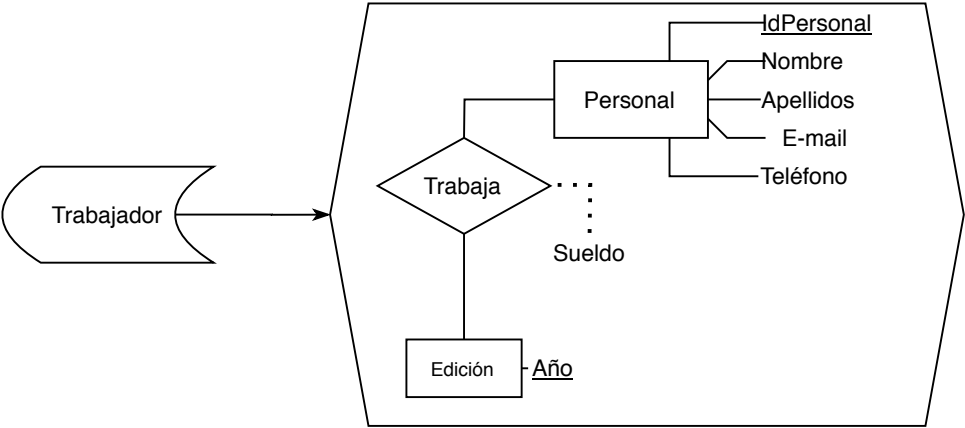 IdPersonal
Nombre
Personal
Apellidos
E-mail
Trabaja
Teléfono
Trabajador
Sueldo
Edición
Año